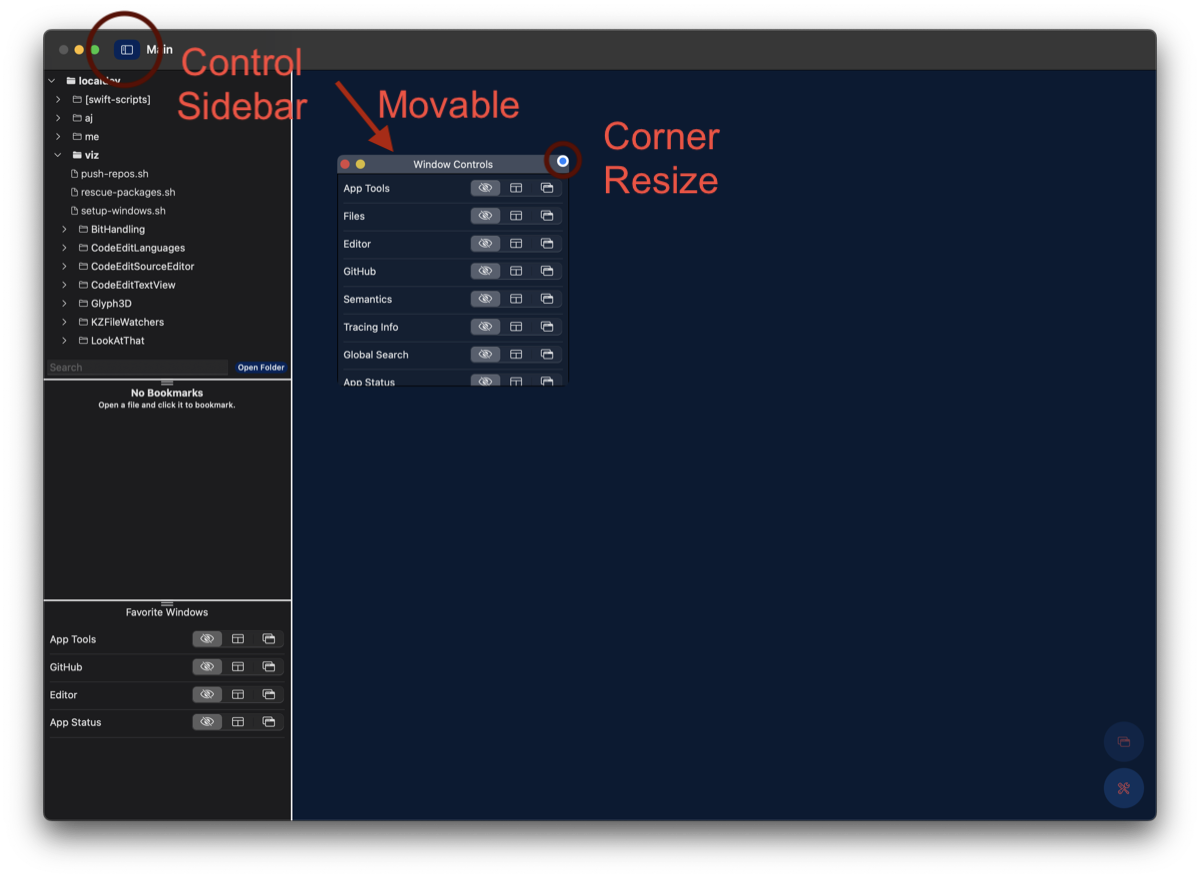 Main
Control
Sidebar
Movable
Corner
Resize
localdev
[swift-scripts]
aj
me
viz
push-repos.sh
rescue-packages.sh
setup-windows.sh
BitHandling
CodeEditLanguages
CodeEditSourceEditor
CodeEditTextView
Glyph3D
KZFileWatchers
LookAtThat
Search
Open Folder
No Bookmarks
Open a file and click it to bookmark.
Favorite Windows
App Tools
GitHub
Editor
App Status
Window Controls
App Tools
Files
Editor
GitHub
Semantics
Tracing Info
Global Search
App Status